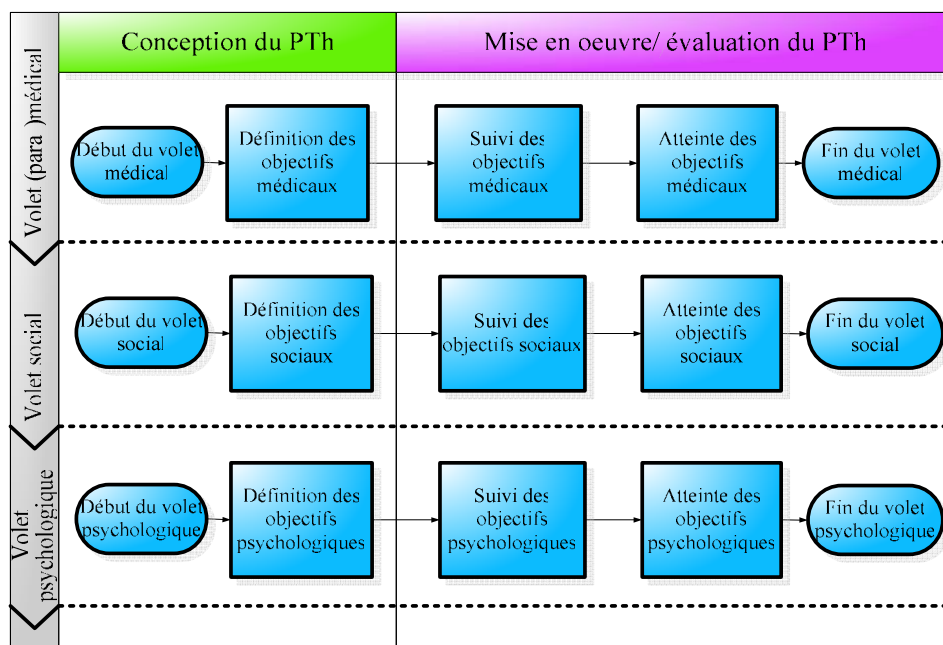 Conception du PTh
Mise en oeuvre/ évaluation du PTh
Volet (para )médical
Début du volet
médical
Définition des
objectifs
médicaux
Suivi des
objectifs
médicaux
Atteinte des
objectifs
médicaux
Fin du volet
médical
Volet social
Début du volet
social
Définition des
objectifs
sociaux
Suivi des
objectifs sociaux
Atteinte des
objectifs
sociaux
Fin du volet
social
Volet
psychologique
Début du volet
psychologique
Définition des
objectifs
psychologiques
Suivi des
objectifs
psychologiques
Atteinte des
objectifs
psychologiques
Fin du volet
psychologique